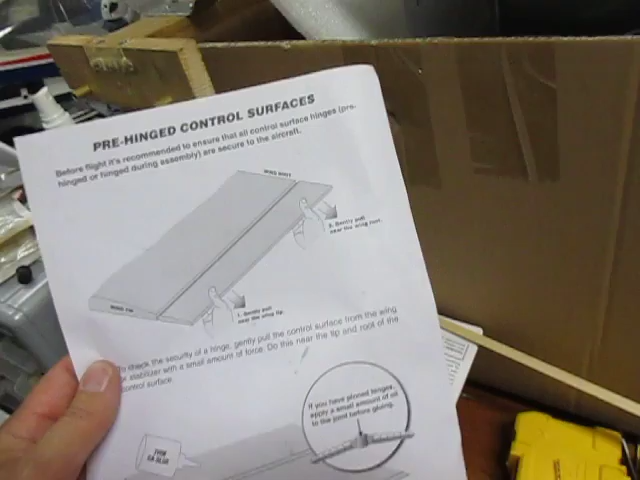 PRE-HINGED CONTROL SURFACES
Before flight it's recommended to ensure that all control surface hinges (pre-
hinged or hinged during assembly) are secure to the aircraft.
WING ROOT
2. Gently pull
near the wing root.
WING TIP
1. Gently pull
near the wing tip.
To check the security of a hinge, gently pull the control surface from the wing
or stabilizer with a small amount of force. Do this near the tip and root of the
control surface.
If you have pinned hinges,
apply a small amount of oil
to the joint before gluing.
THIN
CA GLUE